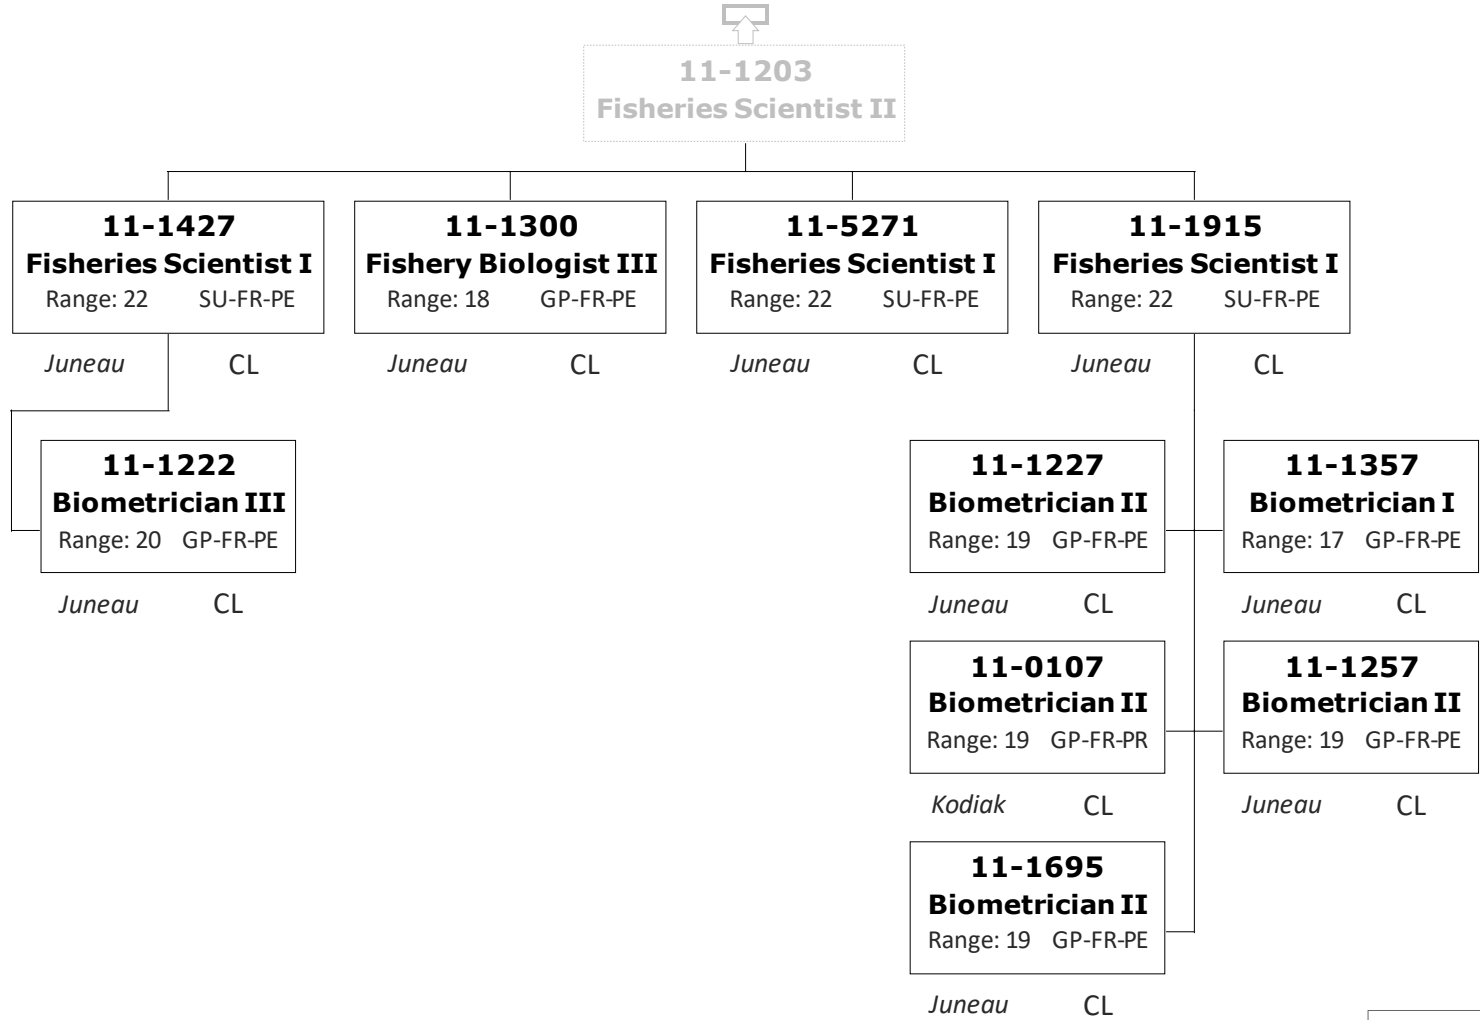 11-1203
Fisheries Scientist II
11-1427
Fisheries Scientist I
Range: 22 SU-FR-PE
Juneau CL
11-1300
Fishery Biologist III
Range: 18 GP-FR-PE
Juneau CL
11-5271
Fisheries Scientist I
Range: 22 SU-FR-PE
Juneau CL
11-1915
Fisheries Scientist I
Range: 22 SU-FR-PE
Juneau CL
11-1222
Biometrician III
Range: 20 GP-FR-PE
Juneau CL
11-1227
Biometrician II
Range: 19 GP-FR-PE
Juneau CL
11-1357
Biometrician I
Range: 17 GP-FR-PE
Juneau CL
11-0107
Biometrician II
Range: 19 GP-FR-PR
Kodiak CL
11-1257
Biometrician II
Range: 19 GP-FR-PE
Juneau CL
11-1695
Biometrician II
Range: 19 GP-FR-PE
Juneau CL